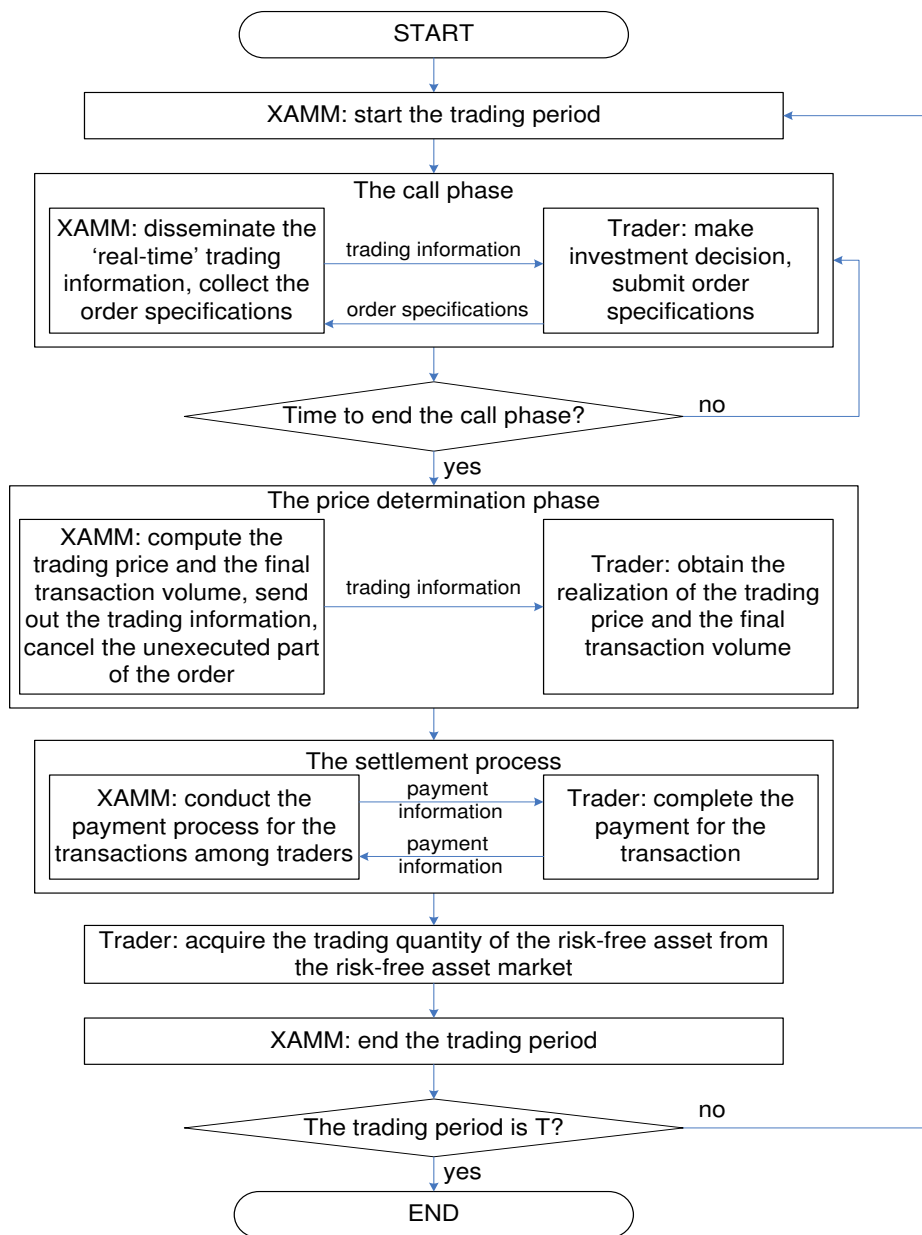 START
XAMM: start the trading period
The call phase
XAMM: disseminate the
‘real-time’ trading
information, collect the
order specifications
trading information
order specifications
Trader: make
investment decision,
submit order
specifications
Time to end the call phase?
no
yes
The price determination phase
XAMM: compute the
trading price and the final
transaction volume, send
out the trading information,
cancel the unexecuted part
of the order
trading information
Trader: obtain the
realization of the trading
price and the final
transaction volume
The settlement process
XAMM: conduct the
payment process for the
transactions among traders
payment
information
payment
information
Trader: complete the
payment for the
transaction
Trader: acquire the trading quantity of the risk-free asset from
the risk-free asset market
XAMM: end the trading period
The trading period is T?
no
yes
END